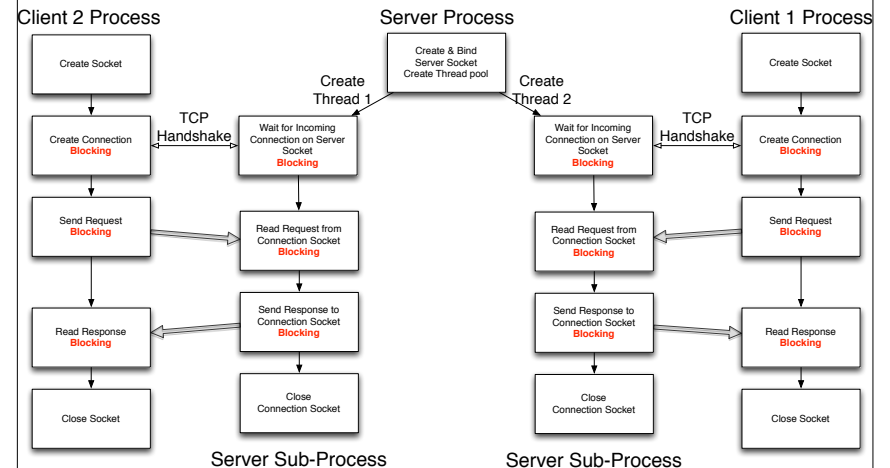 Client 2 Process
Server Process
Client 1 Process
Create Socket
Create & Bind
Server Socket
Create Thread pool
Create Socket
Create
Thread 1
Create
Thread 2
TCP
Handshake
TCP
Handshake
Create Connection
Blocking
Wait for Incoming
Connection on Server
Socket
Blocking
Wait for Incoming
Connection on Server
Socket
Blocking
Create Connection
Blocking
Send Request
Blocking
Read Request from
Connection Socket
Blocking
Read Request from
Connection Socket
Blocking
Send Request
Blocking
Read Response
Blocking
Send Response to
Connection Socket
Blocking
Send Response to
Connection Socket
Blocking
Read Response
Blocking
Close Socket
Close
Connection Socket
Close
Connection Socket
Close Socket
Server Sub-Process
Server Sub-Process